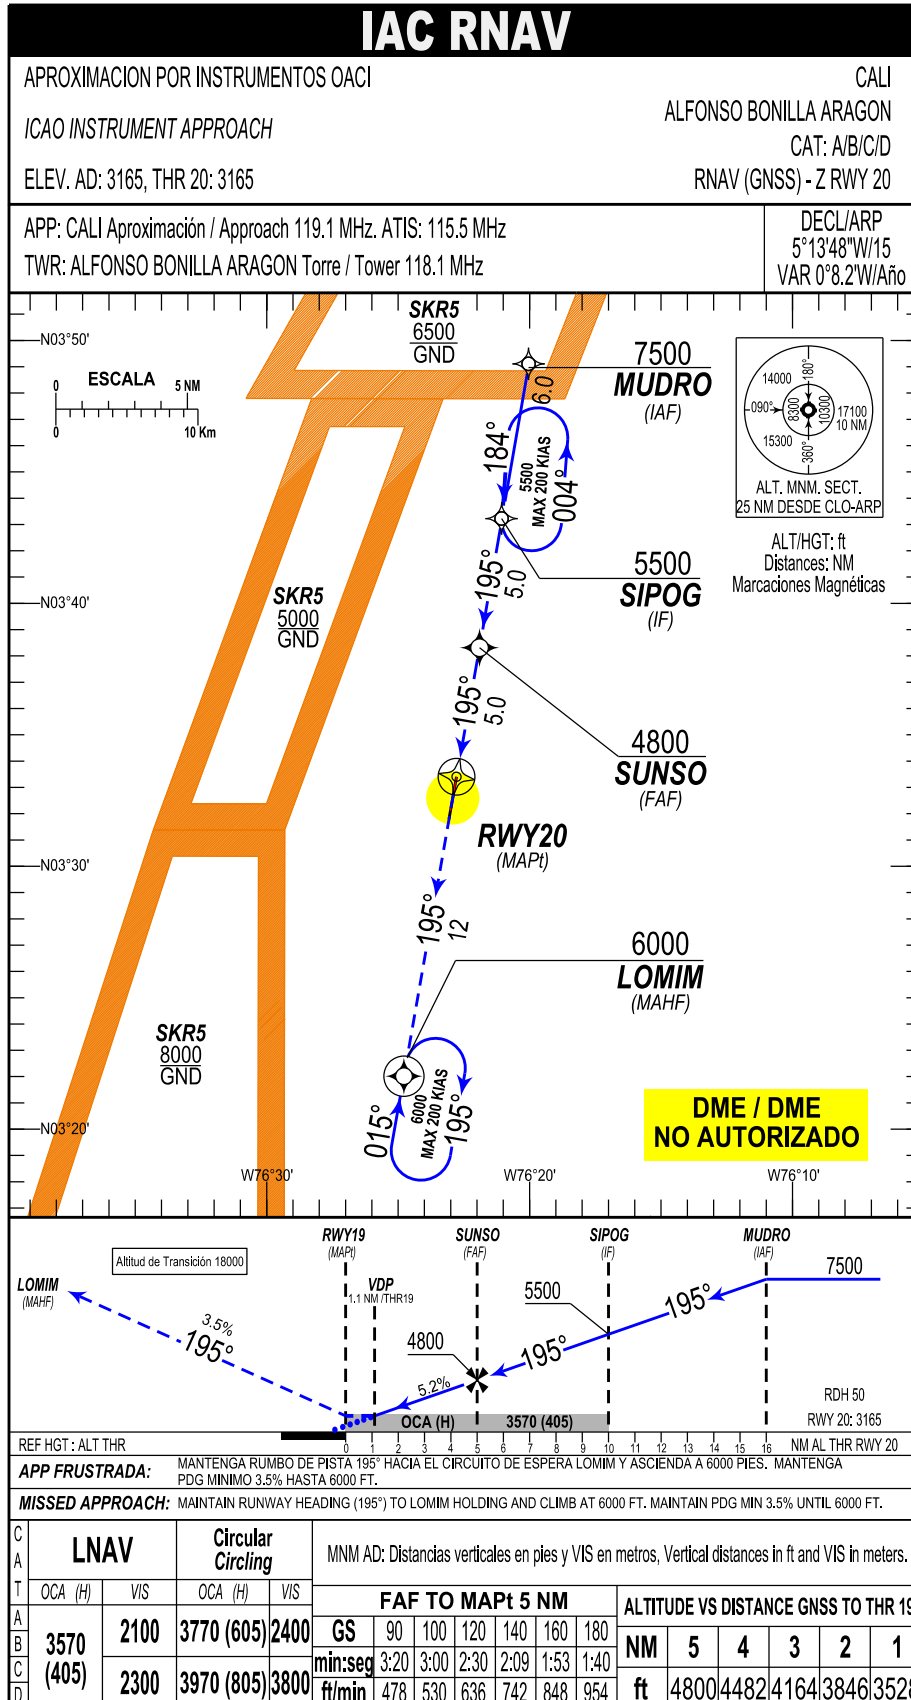 IAC RNAV
APROXIMACION POR INSTRUMENTOS OACI
ICAO INSTRUMENT APPROACH
ELEV. AD: 3165, THR 20: 3165
CALI
ALFONSO BONILLA ARAGON
CAT: A/B/C/D
RNAV (GNSS) - Z RWY 20
APP: CALI Aproximación / Approach 119.1 MHz. ATIS: 115.5 MHz
TWR: ALFONSO BONILLA ARAGON Torre / Tower 118.1 MHz
DECL/ARP
5°13'48"W/15
VAR 0°8.2'W/Año
N03°50'
ESCALA
0 5 NM
0 10 Km
SKR5
6500
GND
7500
MUDRO
(IAF)
6.0
184°
5500
MAX 200 KIAS
004°
14000
180°
090°
8300
10300
17100
10 NM
15300
360°
ALT. MNM. SECT.
25 NM DESDE CLO-ARP
ALT/HGT: ft
Distances: NM
Marcaciones Magnéticas
5500
SIPOG
(IF)
195°
5.0
N03°40'
SKR5
5000
GND
195°
5.0
4800
SUNSO
(FAF)
RWY20
(MAPt)
N03°30'
195°
12
6000
LOMIM
(MAHF)
SKR5
8000
GND
015°
6000
MAX 200 KIAS
195°
DME / DME
NO AUTORIZADO
N03°20'
W76°30'
W76°20'
W76°10'
RWY19
(MAPt)
SUNSO
(FAF)
SIPOG
(IF)
MUDRO
(IAF)
Altitud de Transición 18000
LOMIM
(MAHF)
VDP
1.1 NM /THR19
7500
5500
195°
3.5%
195°
4800
195°
5.2%
RDH 50
OCA (H) 3570 (405)
RWY 20: 3165
REF HGT : ALT THR
0 1 2 3 4 5 6 7 8 9 10 11 12 13 14 15 16 NM AL THR RWY 20
APP FRUSTRADA: MANTENGA RUMBO DE PISTA 195° HACIA EL CIRCUITO DE ESPERA LOMIM Y ASCIENDA A 6000 PIES. MANTENGA
PDG MINIMO 3.5% HASTA 6000 FT.
MISSED APPROACH: MAINTAIN RUNWAY HEADING (195°) TO LOMIM HOLDING AND CLIMB AT 6000 FT. MAINTAIN PDG MIN 3.5% UNTIL 6000 FT.
C
A
T
LNAV
Circular
Circling
MNM AD: Distancias verticales en pies y VIS en metros, Vertical distances in ft and VIS in meters.
OCA (H) VIS OCA (H) VIS
A
B
C
D
3570
(405)
2100 3770 (605) 2400
2300 3970 (805) 3800
FAF TO MAPt 5 NM
GS 90 100 120 140 160 180
min:seg 3:20 3:00 2:30 2:09 1:53 1:40
ft/min 478 530 636 742 848 954
ALTITUDE VS DISTANCE GNSS TO THR 19
NM 5 4 3 2 1
ft 4800 4482 4164 3846